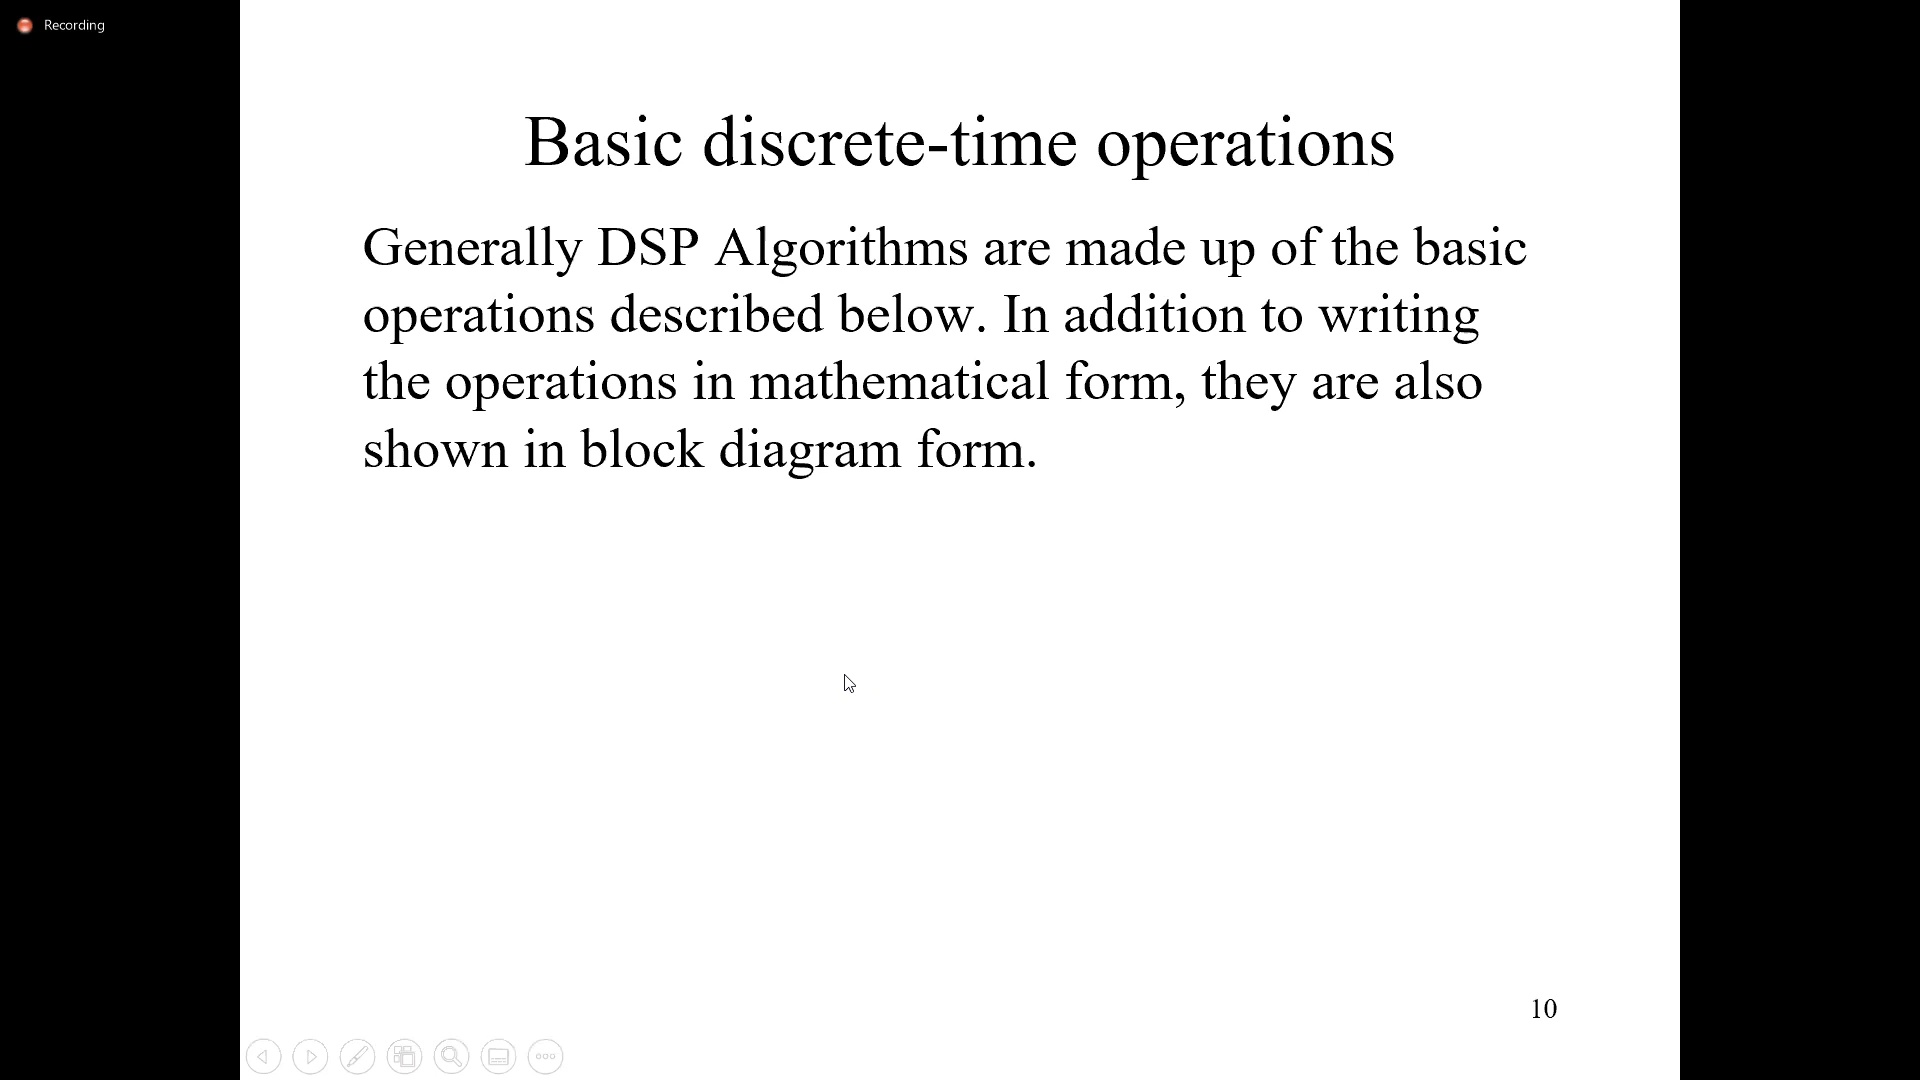 Recording
Basic discrete-time operations
Generally DSP Algorithms are made up of the basic
operations described below. In addition to writing
the operations in mathematical form, they are also
shown in block diagram form.
10